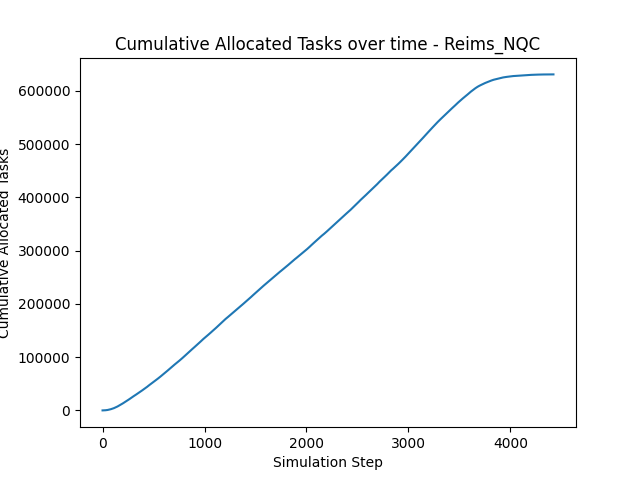 Cumulative Allocated Tasks over time - Reims_NQC
600000
500000
400000
300000
200000
100000
0
Cumulative Allocated Tasks
0 1000 2000 3000 4000
Simulation Step